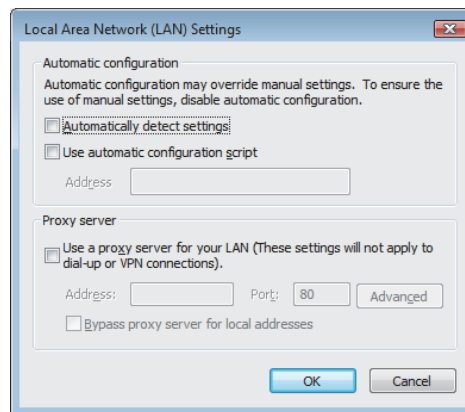 Local Area Network (LAN) Settings
Automatic configuration
Automatic configuration may override manual settings. To ensure the
use of manual settings, disable automatic configuration.
Automatically detect settings
Use automatic configuration script
Address
Proxy server
Use a proxy server for your LAN (These settings will not apply to
dial-up or VPN connections).
Address: Port: 80 Advanced
Bypass proxy server for local addresses
OK Cancel